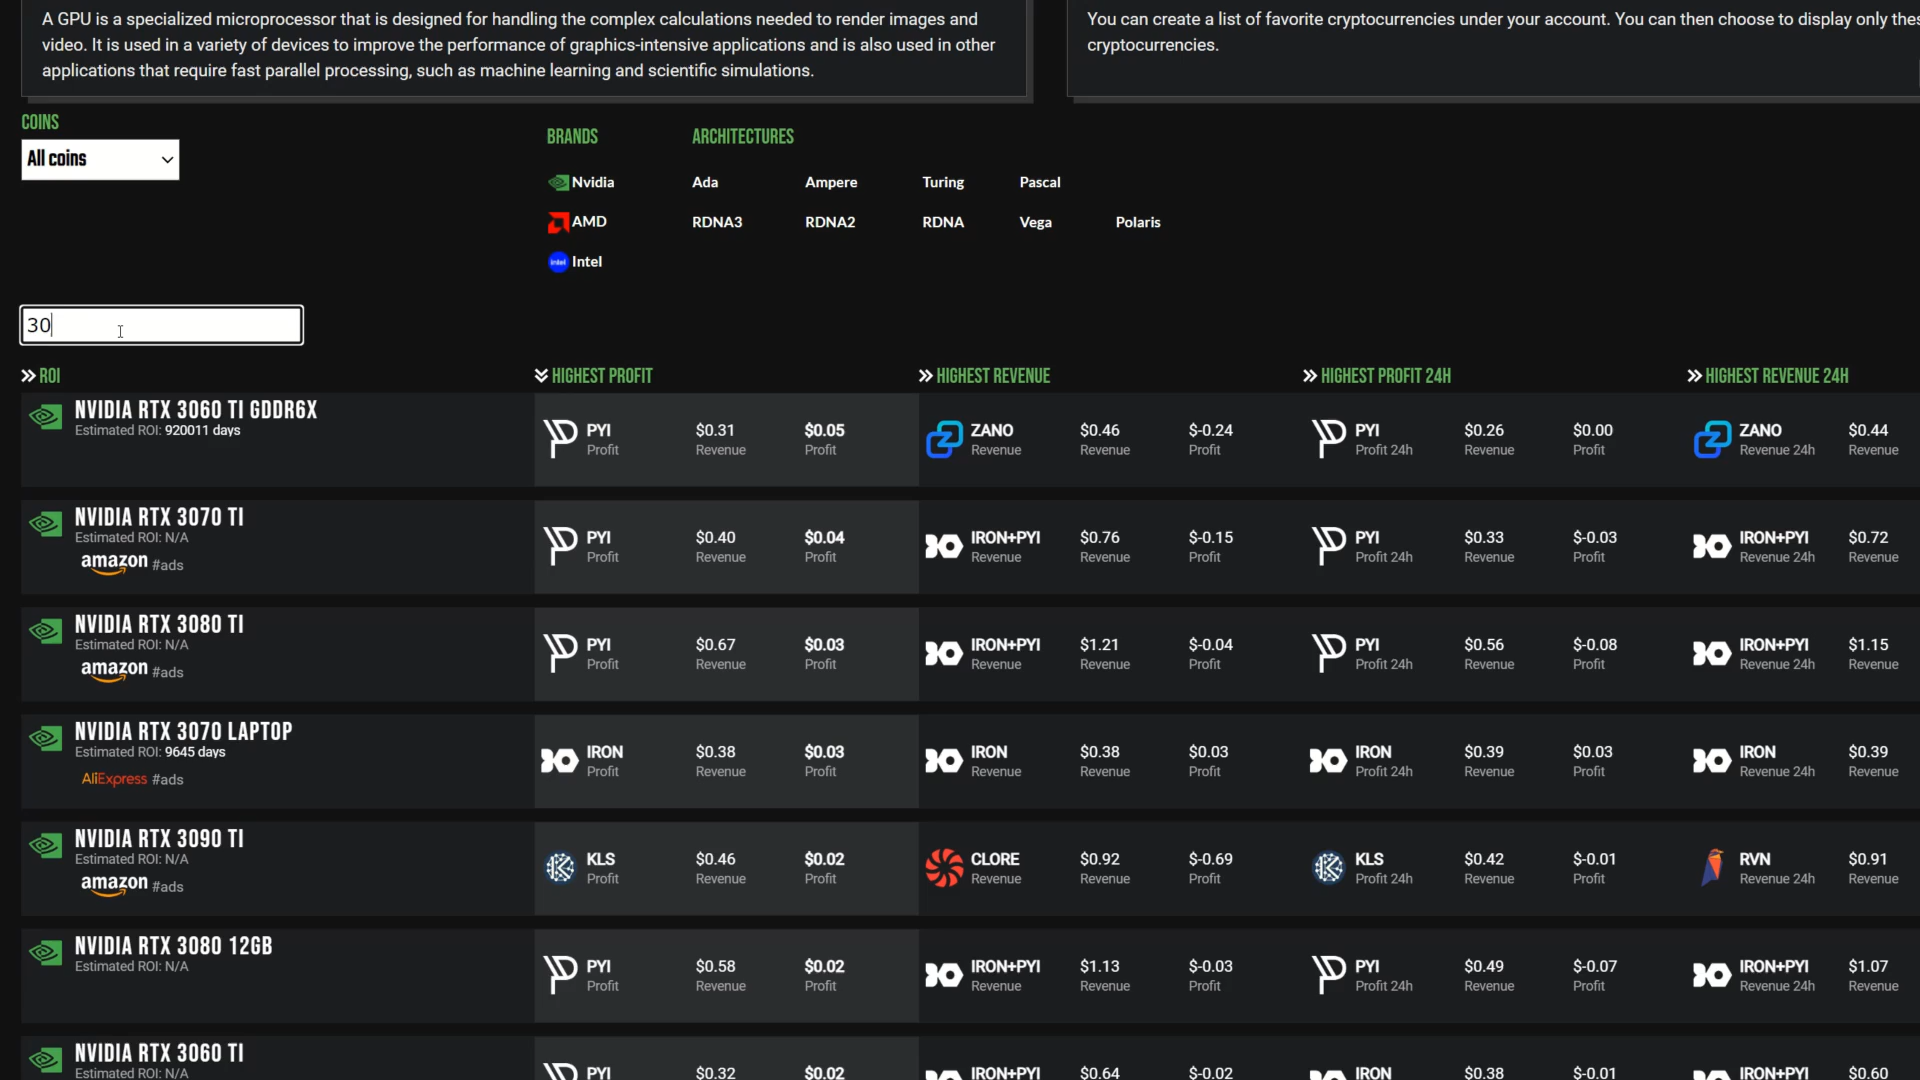 A GPU is a specialized microprocessor that is designed for handling the complex calculations needed to render images and
video. It is used in a variety of devices to improve the performance of graphics-intensive applications and is also used in other
applications that require fast parallel processing, such as machine learning and scientific simulations.
You can create a list of favorite cryptocurrencies under your account. You can then choose to display only thes
cryptocurrencies.
COINS
All coins
BRANDS ARCHITECTURES
Nvidia Ada Ampere Turing Pascal
AMD RDNA3 RDNA2 RDNA Vega Polaris
intel Intel
30
ROI HIGHEST PROFIT HIGHEST REVENUE HIGHEST PROFIT 24H HIGHEST REVENUE 24H
NVIDIA RTX 3060 TI GDDR6X
Estimated ROI: 920011 days
PYI $0.31 $0.05 ZANO $0.46 $-0.24 PYI $0.26 $0.00 ZANO $0.44
Profit Revenue Profit Revenue Revenue Profit Profit 24h Revenue Profit Revenue 24h Revenue
NVIDIA RTX 3070 TI
Estimated ROI: N/A
amazon #ads
PYI $0.40 $0.04 IRON+PYI $0.76 $-0.15 PYI $0.33 $-0.03 IRON+PYI $0.72
Profit Revenue Profit Revenue Revenue Profit Profit 24h Revenue Profit Revenue 24h Revenue
NVIDIA RTX 3080 TI
Estimated ROI: N/A
amazon #ads
PYI $0.67 $0.03 IRON+PYI $1.21 $-0.04 PYI $0.56 $-0.08 IRON+PYI $1.15
Profit Revenue Profit Revenue Revenue Profit Profit 24h Revenue Profit Revenue 24h Revenue
NVIDIA RTX 3070 LAPTOP
Estimated ROI: 9645 days
AliExpress #ads
IRON $0.38 $0.03 IRON $0.38 $0.03 IRON $0.39 $0.03 IRON $0.39
Profit Revenue Profit Revenue Revenue Profit Profit 24h Revenue Profit Revenue 24h Revenue
NVIDIA RTX 3090 TI
Estimated ROI: N/A
amazon #ads
KLS $0.46 $0.02 CLORE $0.92 $-0.69 KLS $0.42 $-0.01 RVN $0.91
Profit Revenue Profit Revenue Revenue Profit Profit 24h Revenue Profit Revenue 24h Revenue
NVIDIA RTX 3080 12GB
Estimated ROI: N/A
PYI $0.58 $0.02 IRON+PYI $1.13 $-0.03 PYI $0.49 $-0.07 IRON+PYI $1.07
Profit Revenue Profit Revenue Revenue Profit Profit 24h Revenue Profit Revenue 24h Revenue
NVIDIA RTX 3060 TI
Estimated ROI: N/A
PYI $0.32 $0.02 IRON+PYI $0.64 $-0.02 IRON $0.38 $-0.01 IRON+PYI $0.60